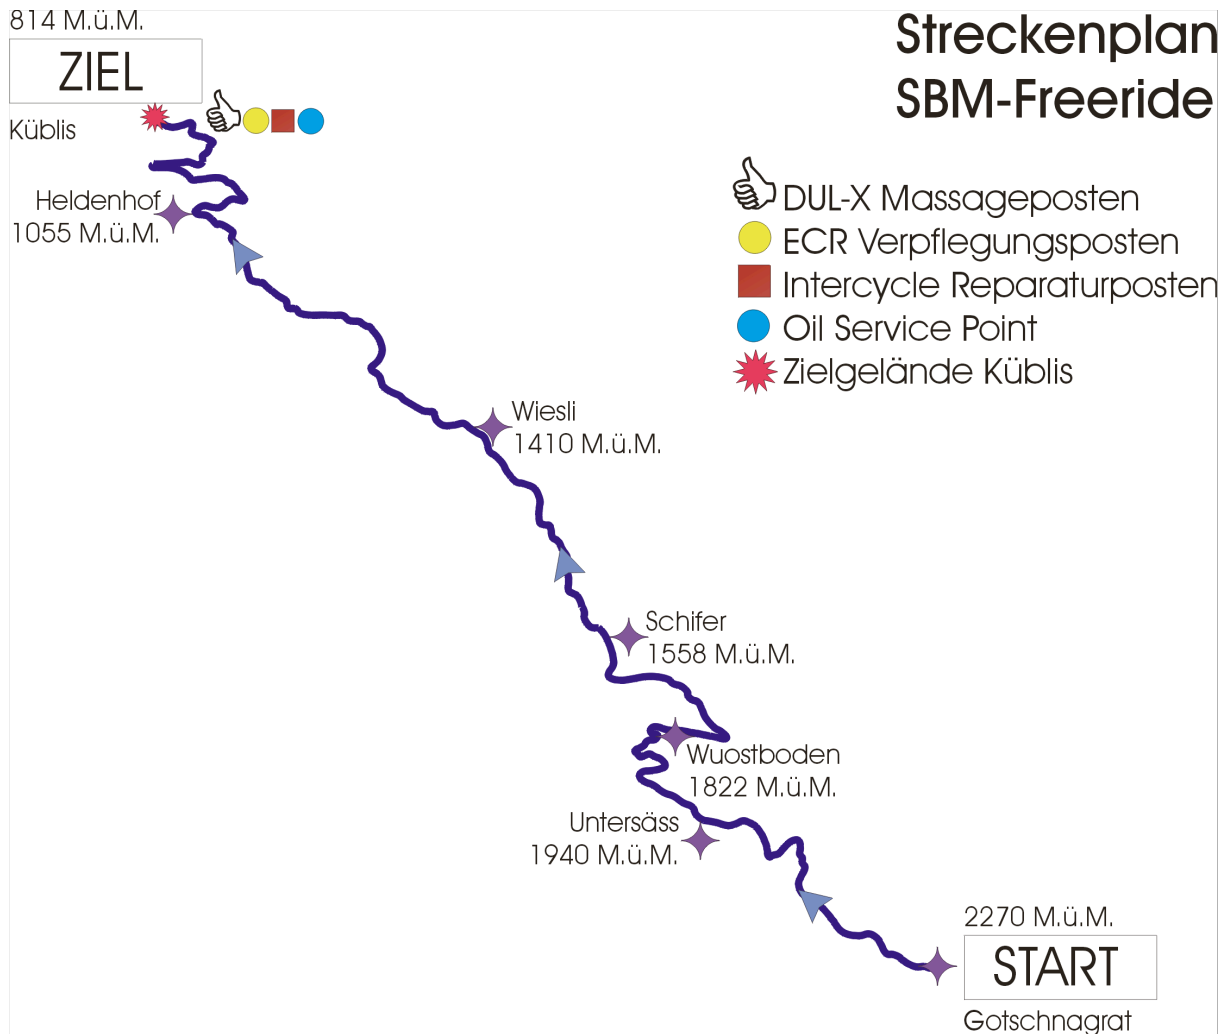 814 M.ü.M.
ZIEL
Küblis
Streckenplan
SBM-Freeride
DUL-X Massageposten
ECR Verpflegungsposten
Intercycle Reparaturposten
Oil Service Point
Zielgelände Küblis
Heldenhof
1055 M.ü.M.
Wiesli
1410 M.ü.M.
Schifer
1558 M.ü.M.
Wuostboden
1822 M.ü.M.
Untersäss
1940 M.ü.M.
2270 M.ü.M.
START
Gotschnagrat